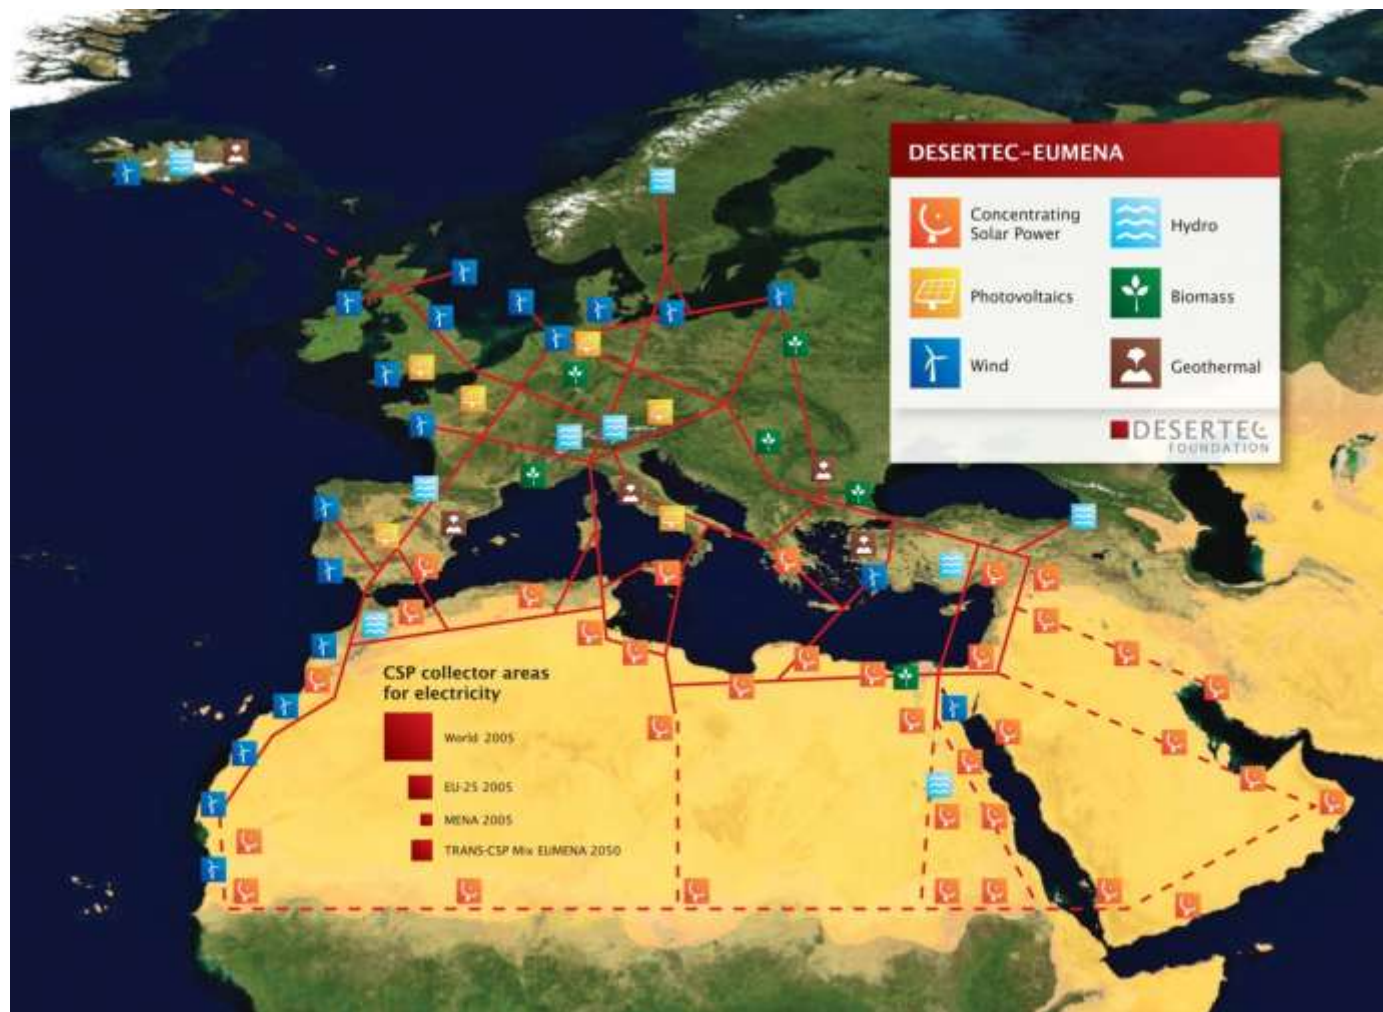 DESERTEC-EUMENA
Concentrating
Solar Power
Hydro
Photovoltaics
Biomass
Wind
Geothermal
DESERTEC
FOUNDATION
CSP collector areas
for electricity
World 2005
EU-25 2005
MENA 2005
TRANS-CSP Mix EUMENA 2050